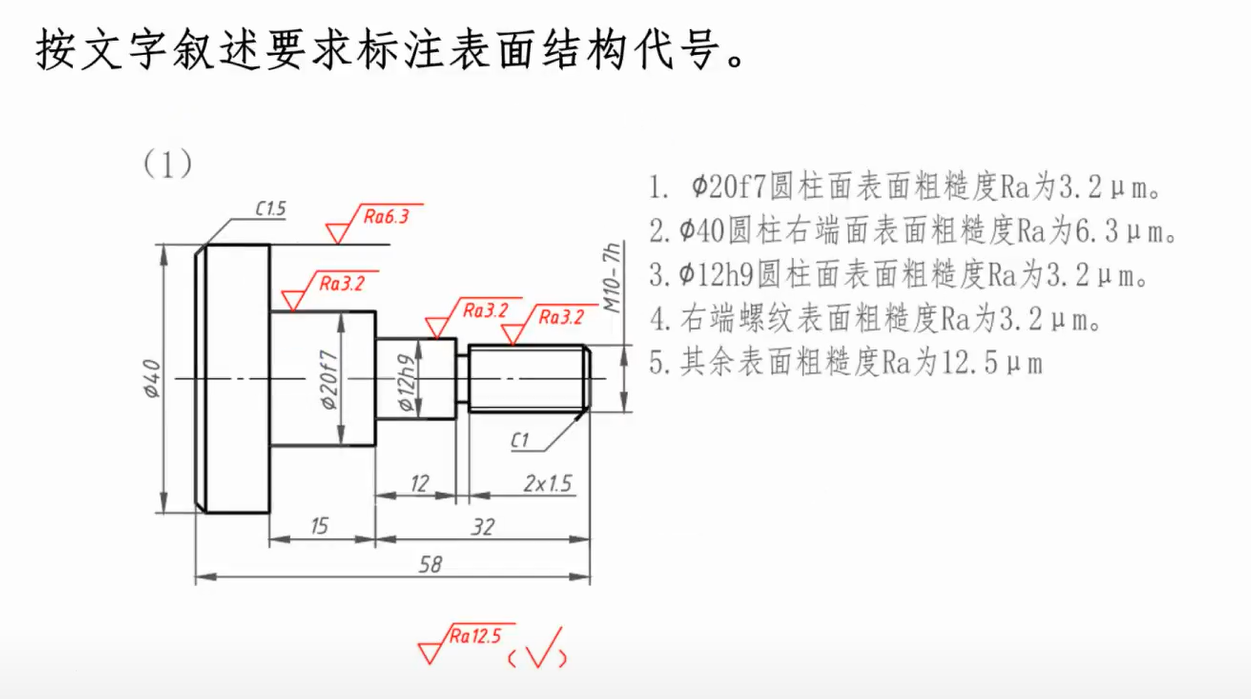 按文字叙述要求标注表面结构代号。
(1)
C1.5
Ra6.3
Ra3.2
Ra3.2
Ra3.2
M10-7h
φ40
φ20f7
φ12h9
C1
12
2x1.5
15
32
58
Ra12.5
(√)
1. φ20f7圆柱面表面粗糙度Ra为3.2μm。
2.φ40圆柱右端面表面粗糙度Ra为6.3μm。
3.φ12h9圆柱面表面粗糙度Ra为3.2μm。
4.右端螺纹表面粗糙度Ra为3.2μm。
5.其余表面粗糙度Ra为12.5μm